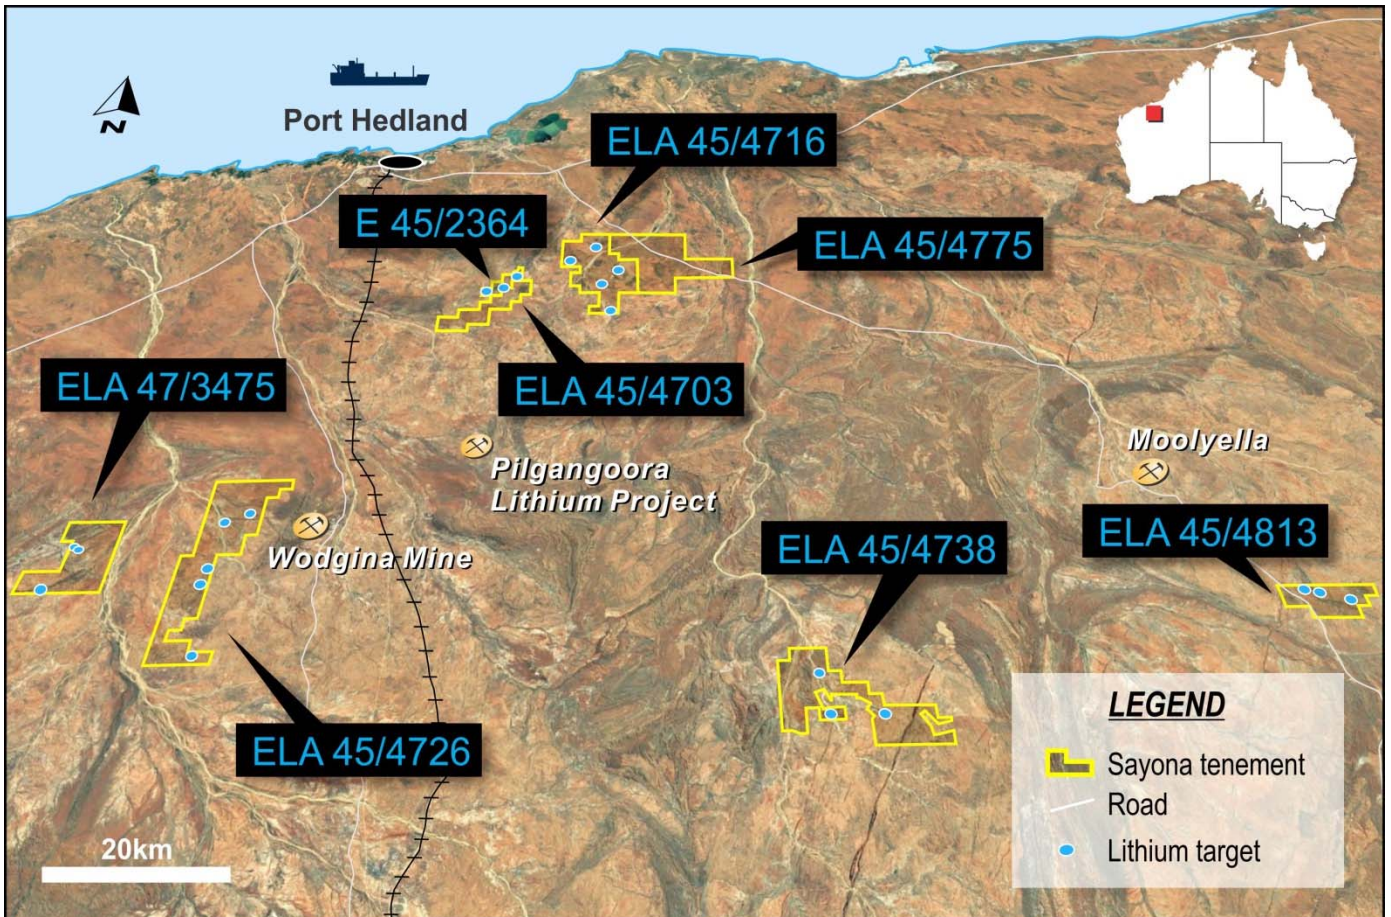 N
Port Hedland
ELA 45/4716
E 45/2364
ELA 45/4775
ELA 47/3475
ELA 45/4703
Pilgangoora
Lithium Project
Moolyella
Wodgina Mine
ELA 45/4738
ELA 45/4813
ELA 45/4726
20km
LEGEND
Sayona tenement
Road
Lithium target